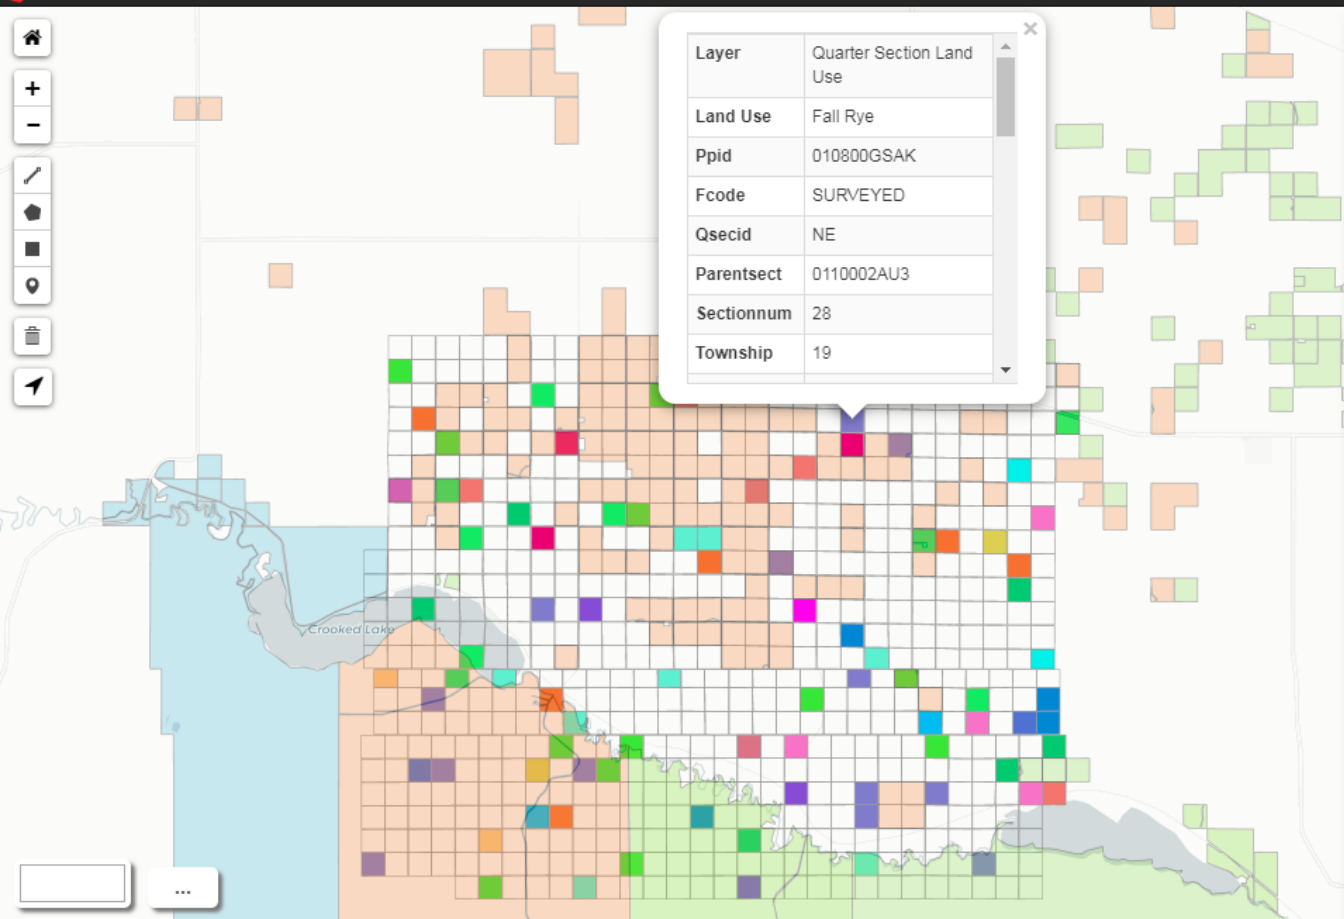 ×
Layer Quarter Section Land
Use
Land Use Fall Rye
Ppid 010800GSAK
Fcode SURVEYED
Qsecid NE
Parentsect 0110002AU3
Sectionnum 28
Township 19
+
−
Crooked Lake
...